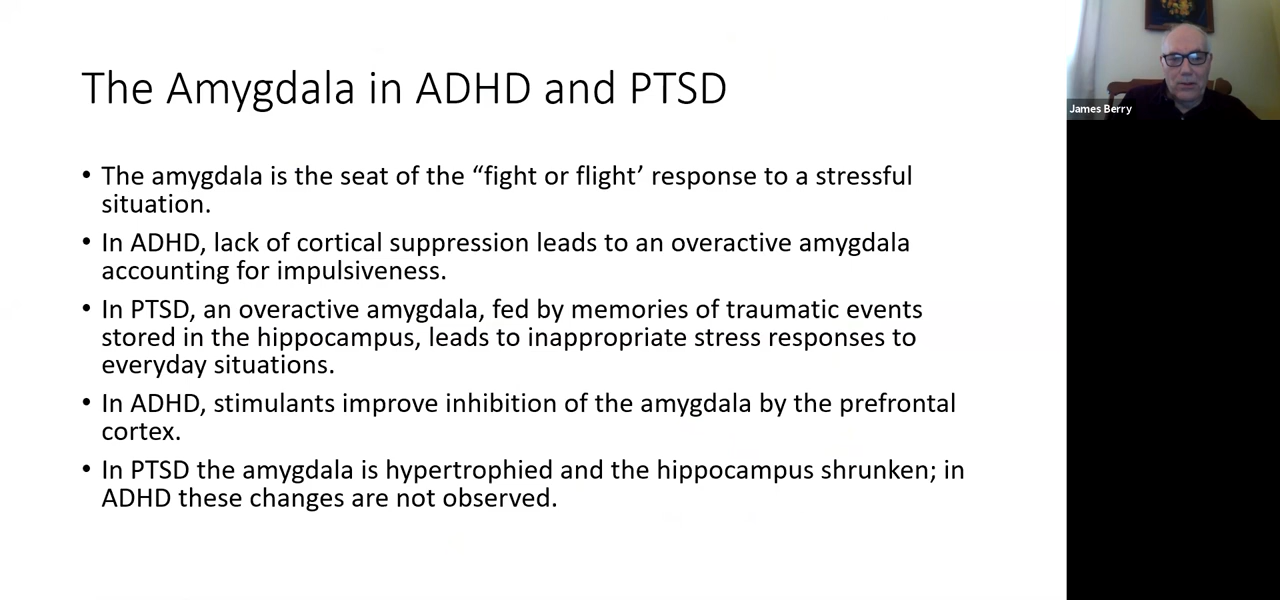 The Amygdala in ADHD and PTSD
• The amygdala is the seat of the “fight or flight’ response to a stressful
situation.
• In ADHD, lack of cortical suppression leads to an overactive amygdala
accounting for impulsiveness.
• In PTSD, an overactive amygdala, fed by memories of traumatic events
stored in the hippocampus, leads to inappropriate stress responses to
everyday situations.
• In ADHD, stimulants improve inhibition of the amygdala by the prefrontal
cortex.
• In PTSD the amygdala is hypertrophied and the hippocampus shrunken; in
ADHD these changes are not observed.
James Berry